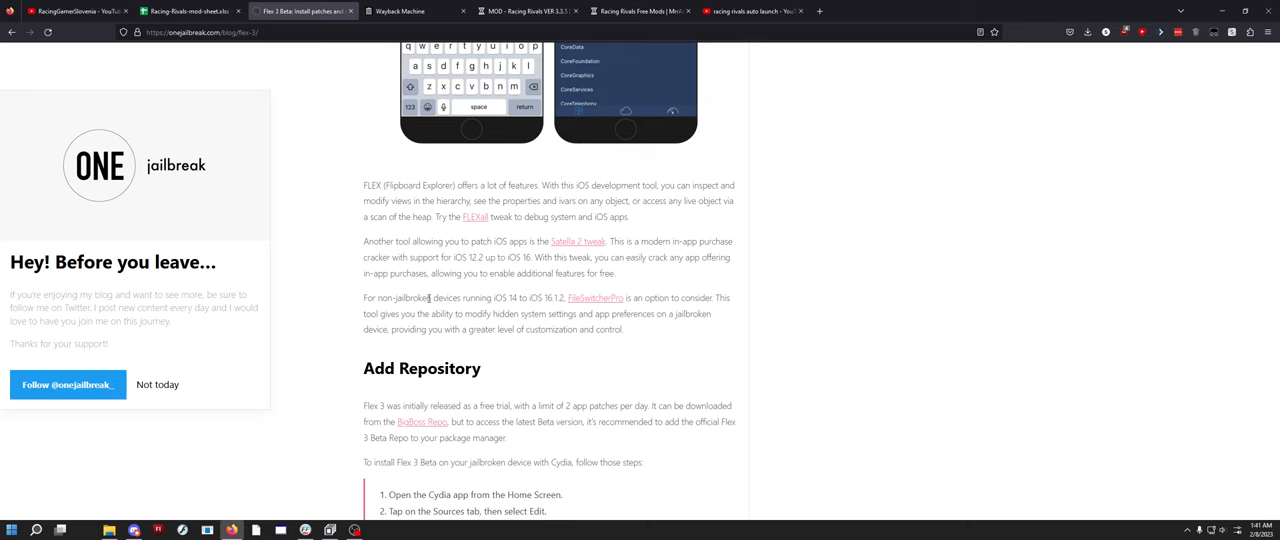 RacingGamerSlovenia - YouTub
Racing-Rivals-mod-sheet.xlsx
Flex 3 Beta: Install patches and
Wayback Machine
MOD - Racing Rivals VER 3.3.5
Racing Rivals Free Mods | MnAr
racing rivals auto launch - YouT
https://onejailbreak.com/blog/flex-3/
q w e r t y u i o p
a s d f g h j k l
z x c v b n m
123 space return
CoreData
CoreFoundation
CoreGraphics
CoreServices
CoreTelephony
ONE jailbreak
Hey! Before you leave...
If you're enjoying my blog and want to see more, be sure to
follow me on Twitter. I post new content every day and I would
love to have you join me on this journey.
Thanks for your support!
Follow @onejailbreak_ Not today
FLEX (Flipboard Explorer) offers a lot of features. With this iOS development tool, you can inspect and
modify views in the hierarchy, see the properties and ivars on any object, or access any live object via
a scan of the heap. Try the FLEXall tweak to debug system and iOS apps.
Another tool allowing you to patch iOS apps is the Satella 2 tweak. This is a modern in-app purchase
cracker with support for iOS 12.2 up to iOS 16. With this tweak, you can easily crack any app offering
in-app purchases, allowing you to enable additional features for free.
For non-jailbroken devices running iOS 14 to iOS 16.1.2, FileSwitcherPro is an option to consider. This
tool gives you the ability to modify hidden system settings and app preferences on a jailbroken
device, providing you with a greater level of customization and control.
Add Repository
Flex 3 was initially released as a free trial, with a limit of 2 app patches per day. It can be downloaded
from the BigBoss Repo, but to access the latest Beta version, it's recommended to add the official Flex
3 Beta Repo to your package manager.
To install Flex 3 Beta on your jailbroken device with Cydia, follow those steps:
1. Open the Cydia app from the Home Screen.
2. Tap on the Sources tab, then select Edit.
1:41 AM
2/8/2023